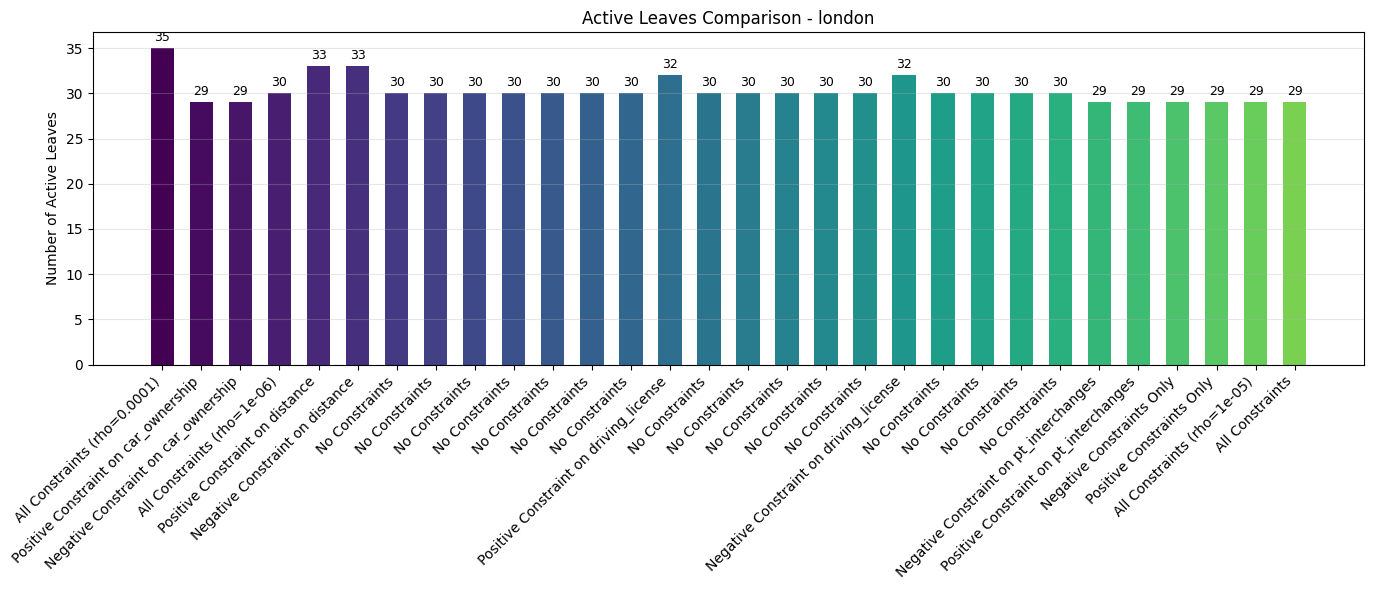 Active Leaves Comparison - london
Number of Active Leaves
35
30
25
20
15
10
5
0
35
29
29
30
33
33
30
30
30
30
30
30
30
32
30
30
30
30
30
32
30
30
30
30
29
29
29
29
29
29
All Constraints (rho=0.0001)
Positive Constraint on car_ownership
Negative Constraint on car_ownership
All Constraints (rho=1e-06)
Positive Constraint on distance
Negative Constraint on distance
No Constraints
No Constraints
No Constraints
No Constraints
No Constraints
No Constraints
No Constraints
Positive Constraint on driving_license
No Constraints
No Constraints
No Constraints
No Constraints
No Constraints
Negative Constraint on driving_license
No Constraints
No Constraints
No Constraints
No Constraints
Negative Constraint on pt_interchanges
Positive Constraint on pt_interchanges
Negative Constraints Only
Positive Constraints Only
All Constraints (rho=1e-05)
All Constraints